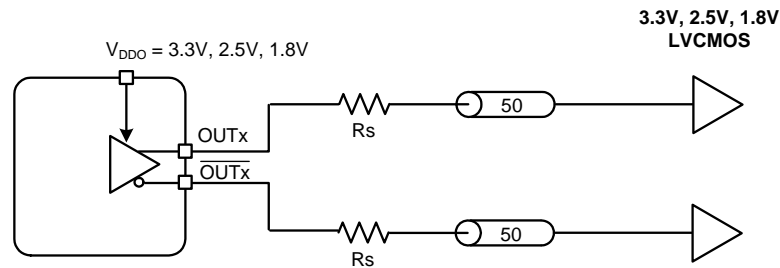 3.3V, 2.5V, 1.8V
LVCMOS
V_DDO = 3.3V, 2.5V, 1.8V
OUTx
Rs
50
O̅U̅T̅x̅
Rs
50